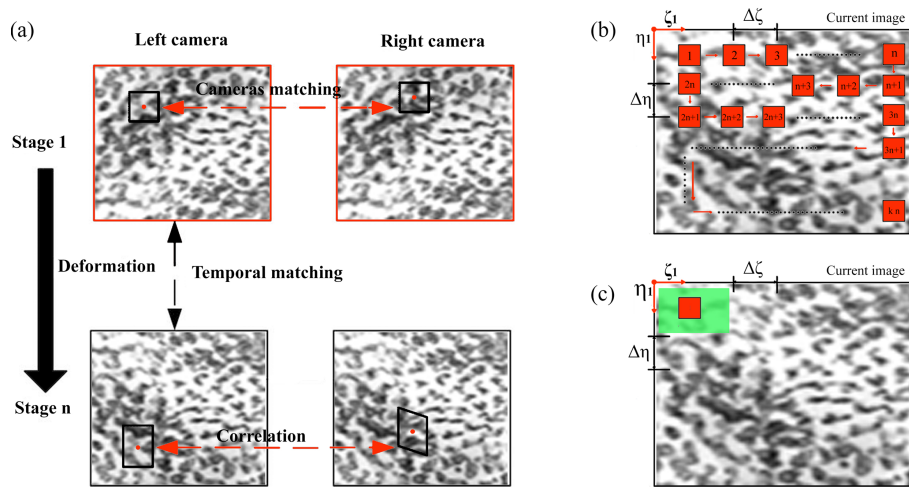 (a)
Left camera
Right camera
Cameras matching
Stage 1
Deformation
Temporal matching
Stage n
Correlation
(b)
ζ1
Δζ
Current image
η1
1
2
3
n
2n
n+3
n+2
n+1
Δη
2n+1
2n+2
2n+3
3n
3n+1
k n
(c)
ζ1
Δζ
Current image
η1
Δη